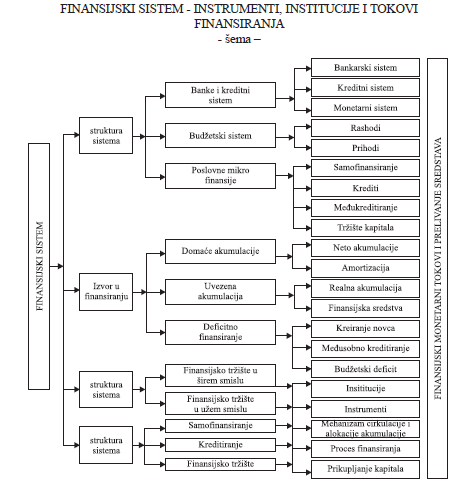 FINANSIJSKI SISTEM - INSTRUMENTI, INSTITUCIJE I TOKOVI
FINANSIRANJA
- šema –
FINANSIJSKI SISTEM
struktura
sistema
Banke i kreditni
sistem
Bankarski sistem
Kreditni sistem
Monetarni sistem
Budžetski sistem
Rashodi
Prihodi
Poslovne mikro
finansije
Samofinansiranje
Krediti
Međukreditiranje
Tržište kapitala
Izvor u
finansiranju
Domaće akumulacije
Neto akumulacije
Amortizacija
Uvezena
akumulacija
Realna akumulacija
Finansijska sredstva
Deficitno
finansiranje
Kreiranje novca
Međusobno kreditiranje
Budžetski deficit
struktura
sistema
Finansijsko tržište u
širem smislu
Finansijsko tržište
u užem smislu
Insititucije
Instrumenti
struktura
sistema
Samofinansiranje
Kreditiranje
Finansijsko tržište
Mehanizam cirkulacije i
alokacije akumulacije
Proces finansiranja
Prikupljanje kapitala
FINANSIJSKI MONETARNI TOKOVI I PRELIVANJE SREDSTAVA